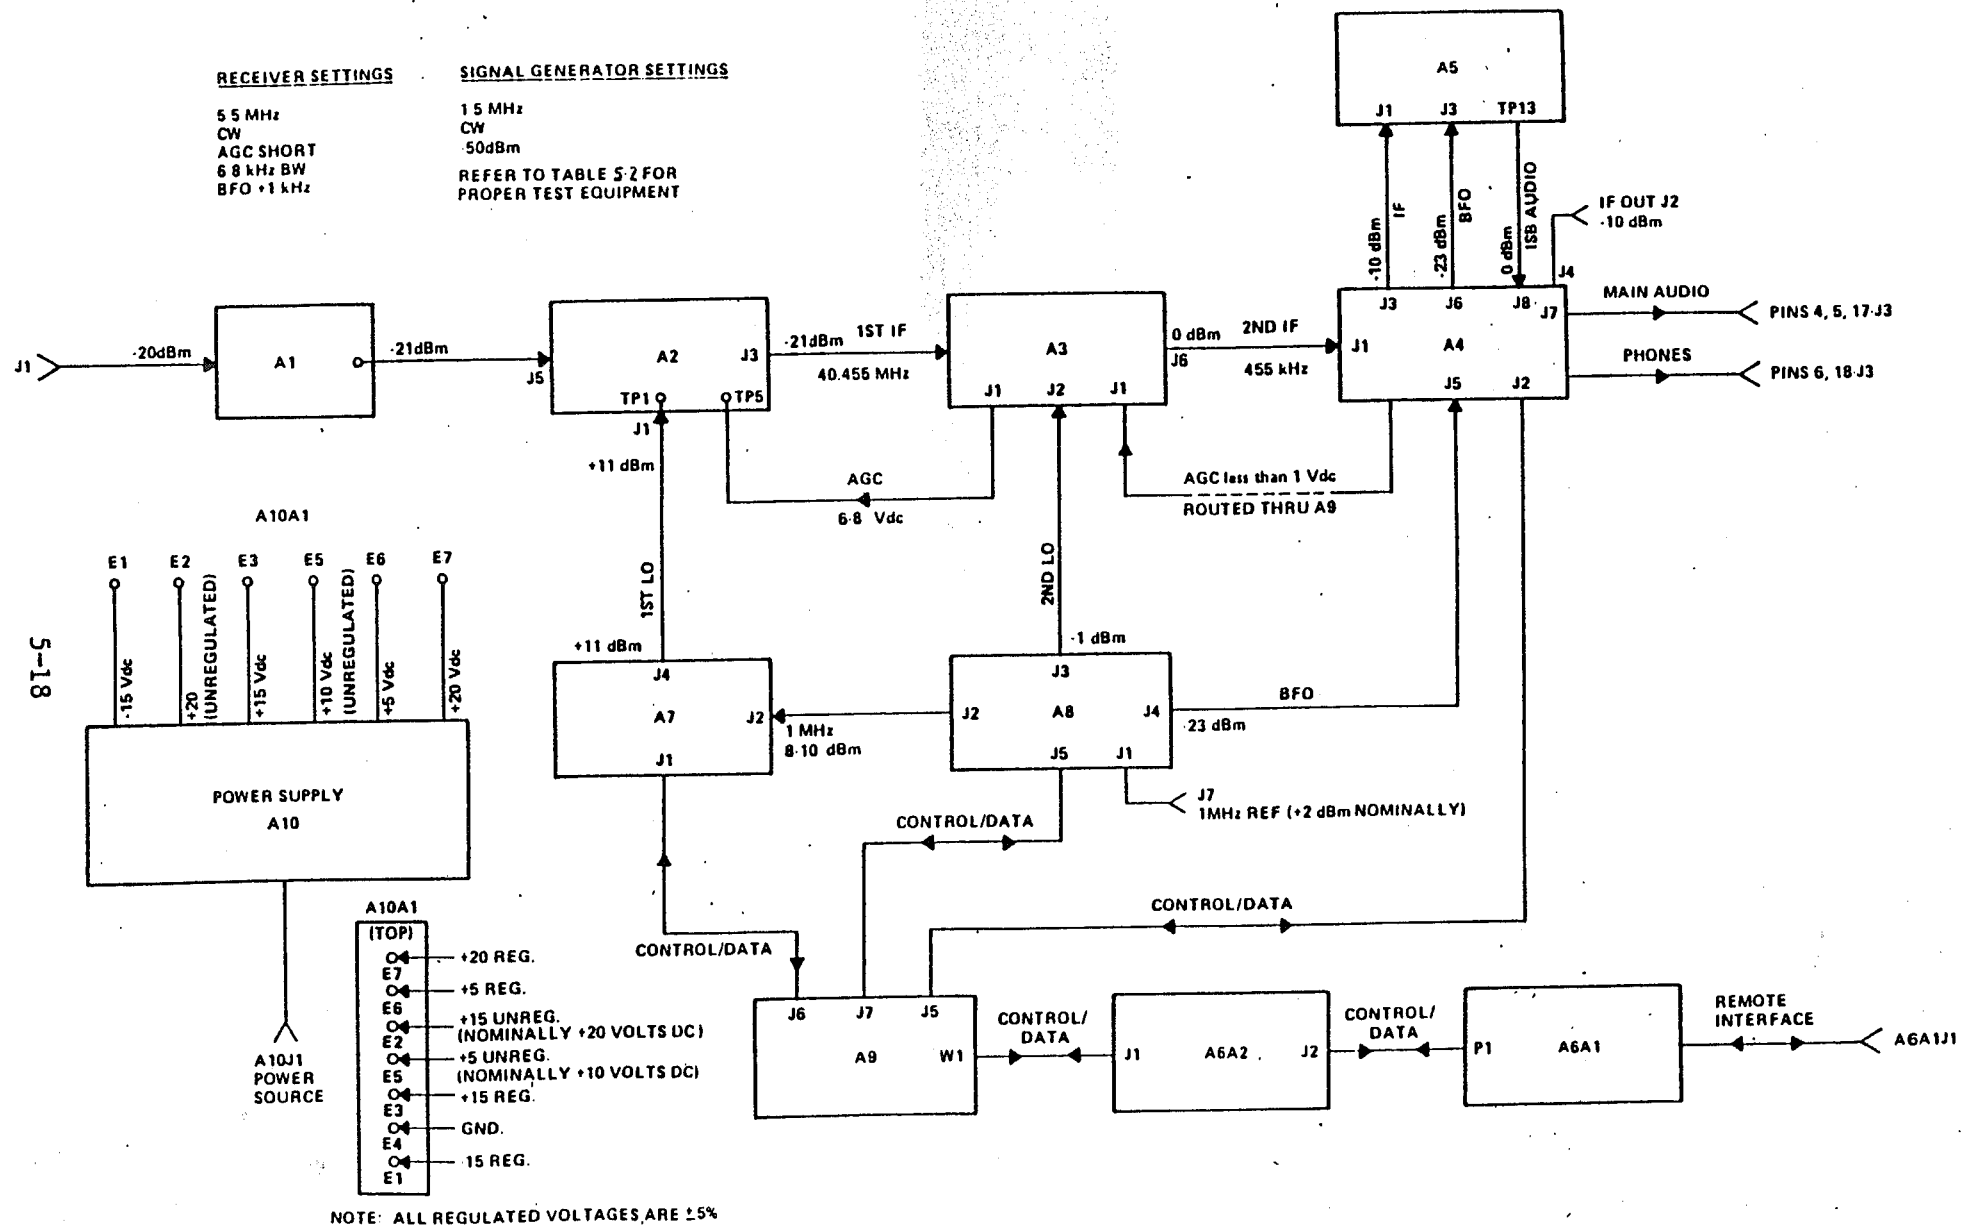 RECEIVER SETTINGS
5 5 MHz
CW
AGC SHORT
6 8 kHz BW
BFO +1 kHz
SIGNAL GENERATOR SETTINGS
1 5 MHz
CW
-50dBm
REFER TO TABLE 5-2 FOR
PROPER TEST EQUIPMENT
A5
J1 J3 TP13
-10 dBm IF
-23 dBm BFO
0 dBm ISB AUDIO
IF OUT J2
-10 dBm
J4
J1
-20dBm
A1
-21dBm
J5
A2
J3
TP1
TP5
J1
-21dBm
1ST IF
40.455 MHz
A3
J1 J2 J1
0 dBm
J6
2ND IF
455 kHz
J3 J6 J8
J7
J1
A4
J5 J2
MAIN AUDIO
PINS 4, 5, 17-J3
PHONES
PINS 6, 18-J3
+11 dBm
AGC
6-8 Vdc
AGC less than 1 Vdc
ROUTED THRU A9
1ST LO
2ND LO
A10A1
E1 E2 E3 E5 E6 E7
-15 Vdc
+20
(UNREGULATED)
+15 Vdc
+10 Vdc
(UNREGULATED)
+5 Vdc
+20 Vdc
5-18
POWER SUPPLY
A10
+11 dBm
J4
A7
J2
J1
1 MHz
8-10 dBm
-1 dBm
J3
J2
A8
J4
J5 J1
BFO
-23 dBm
J7
1MHz REF (+2 dBm NOMINALLY)
CONTROL/DATA
CONTROL/DATA
CONTROL/DATA
A10J1
POWER
SOURCE
A10A1
(TOP)
+20 REG.
E7
+5 REG.
E6
+15 UNREG.
(NOMINALLY +20 VOLTS DC)
E2
+5 UNREG.
(NOMINALLY +10 VOLTS DC)
E5
+15 REG.
E3
GND.
E4
-15 REG.
E1
J6 J7 J5
A9
W1
CONTROL/
DATA
J1
A6A2
J2
CONTROL/
DATA
P1
A6A1
REMOTE
INTERFACE
A6A1J1
NOTE: ALL REGULATED VOLTAGES ARE ±5%